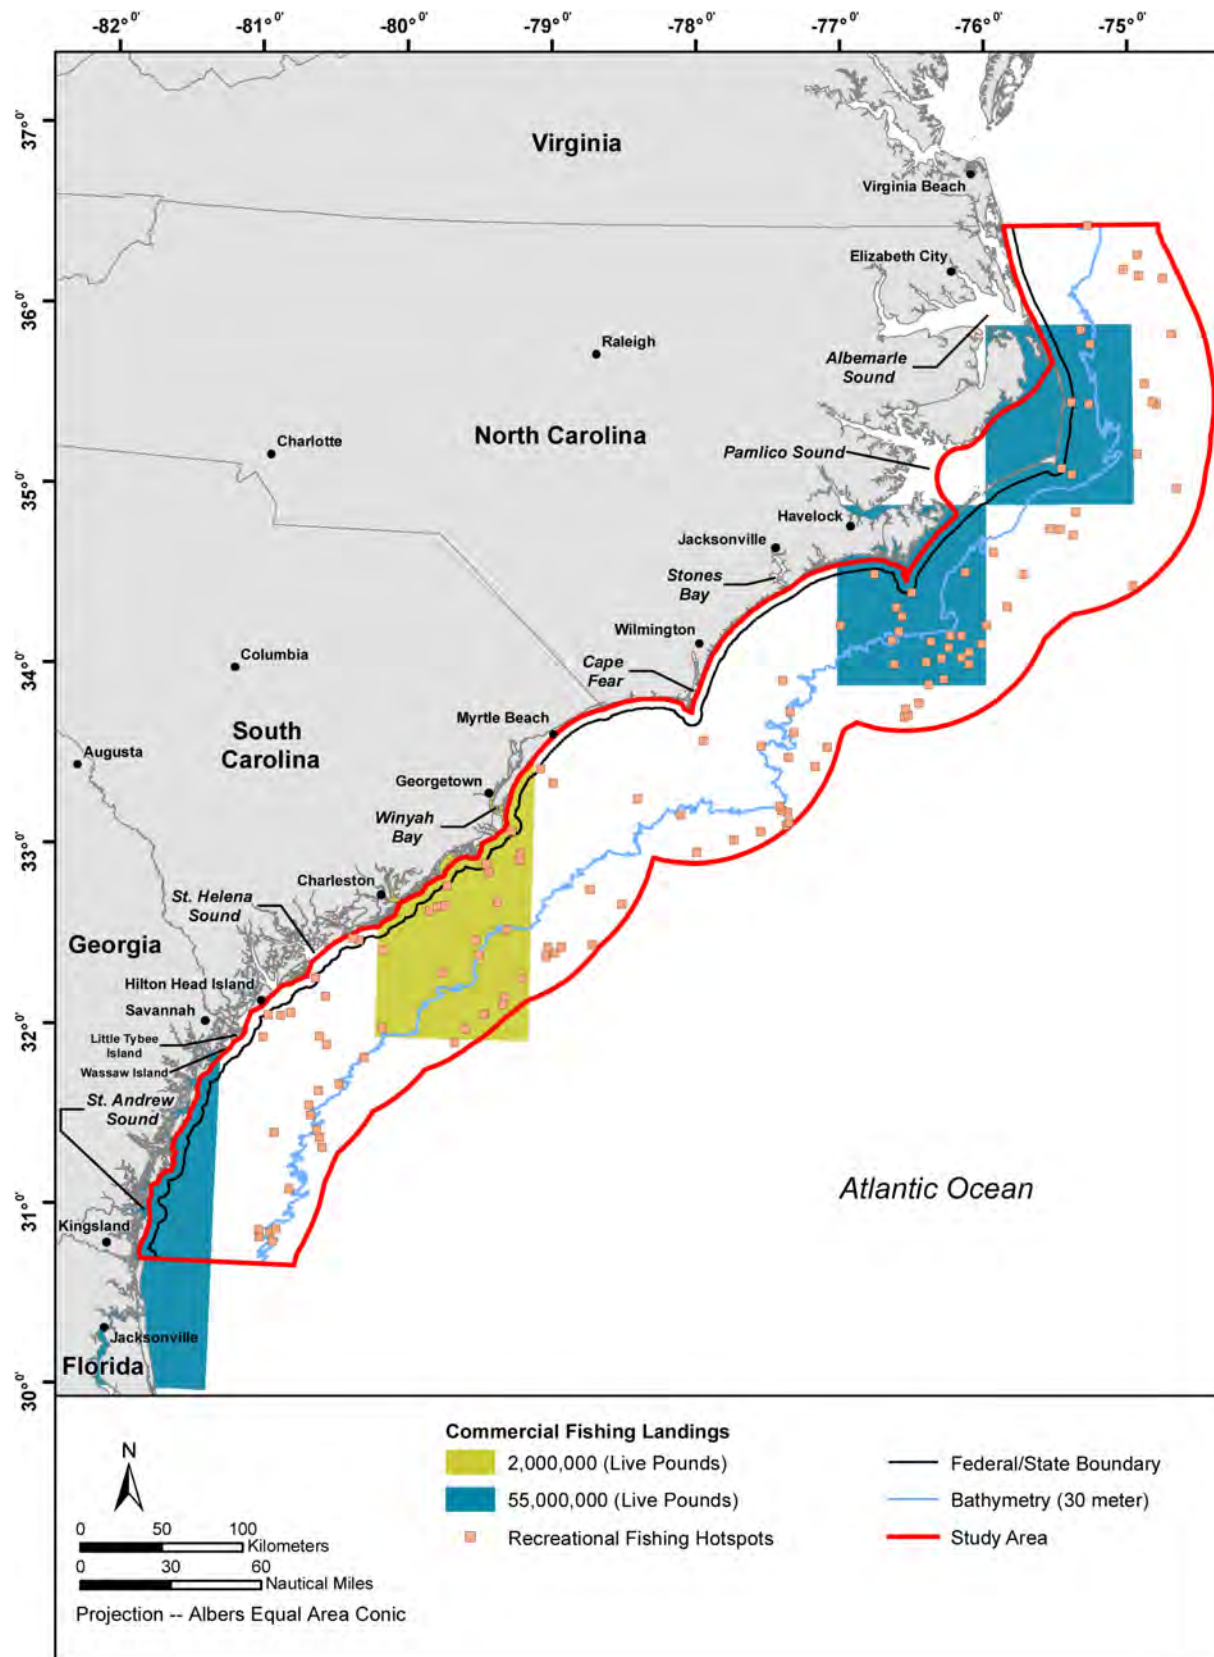 -82°0' -81°0' -80°0' -79°0' -78°0' -77°0' -76°0' -75°0'
37°0'
36°0'
35°0'
34°0'
33°0'
32°0'
31°0'
30°0'
Virginia
Virginia Beach
Elizabeth City
Raleigh
Albemarle
Sound
North Carolina
Charlotte
Pamlico Sound
Havelock
Jacksonville
Stones
Bay
Wilmington
Columbia
Cape
Fear
South
Carolina
Myrtle Beach
Augusta
Georgetown
Winyah
Bay
Charleston
St. Helena
Sound
Georgia
Hilton Head Island
Savannah
Little Tybee
Island
Wassaw Island
St. Andrew
Sound
Atlantic Ocean
Kingsland
Jacksonville
Florida
N
0 50 100
Kilometers
0 30 60
Nautical Miles
Projection -- Albers Equal Area Conic
Commercial Fishing Landings
2,000,000 (Live Pounds)
55,000,000 (Live Pounds)
Recreational Fishing Hotspots
Federal/State Boundary
Bathymetry (30 meter)
Study Area